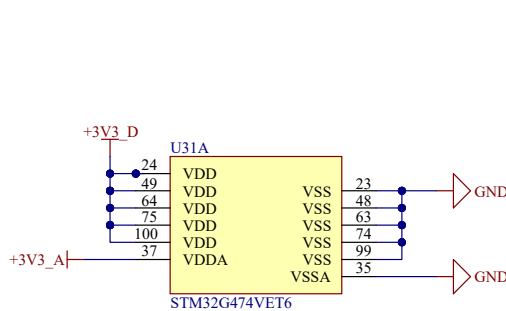 +3V3_D
U31A
24 VDD
49 VDD VSS 23 GND
64 VDD VSS 48
75 VDD VSS 63
100 VDD VSS 74
+3V3_A 37 VDDA VSS 99
VSSA 35 GND
STM32G474VET6